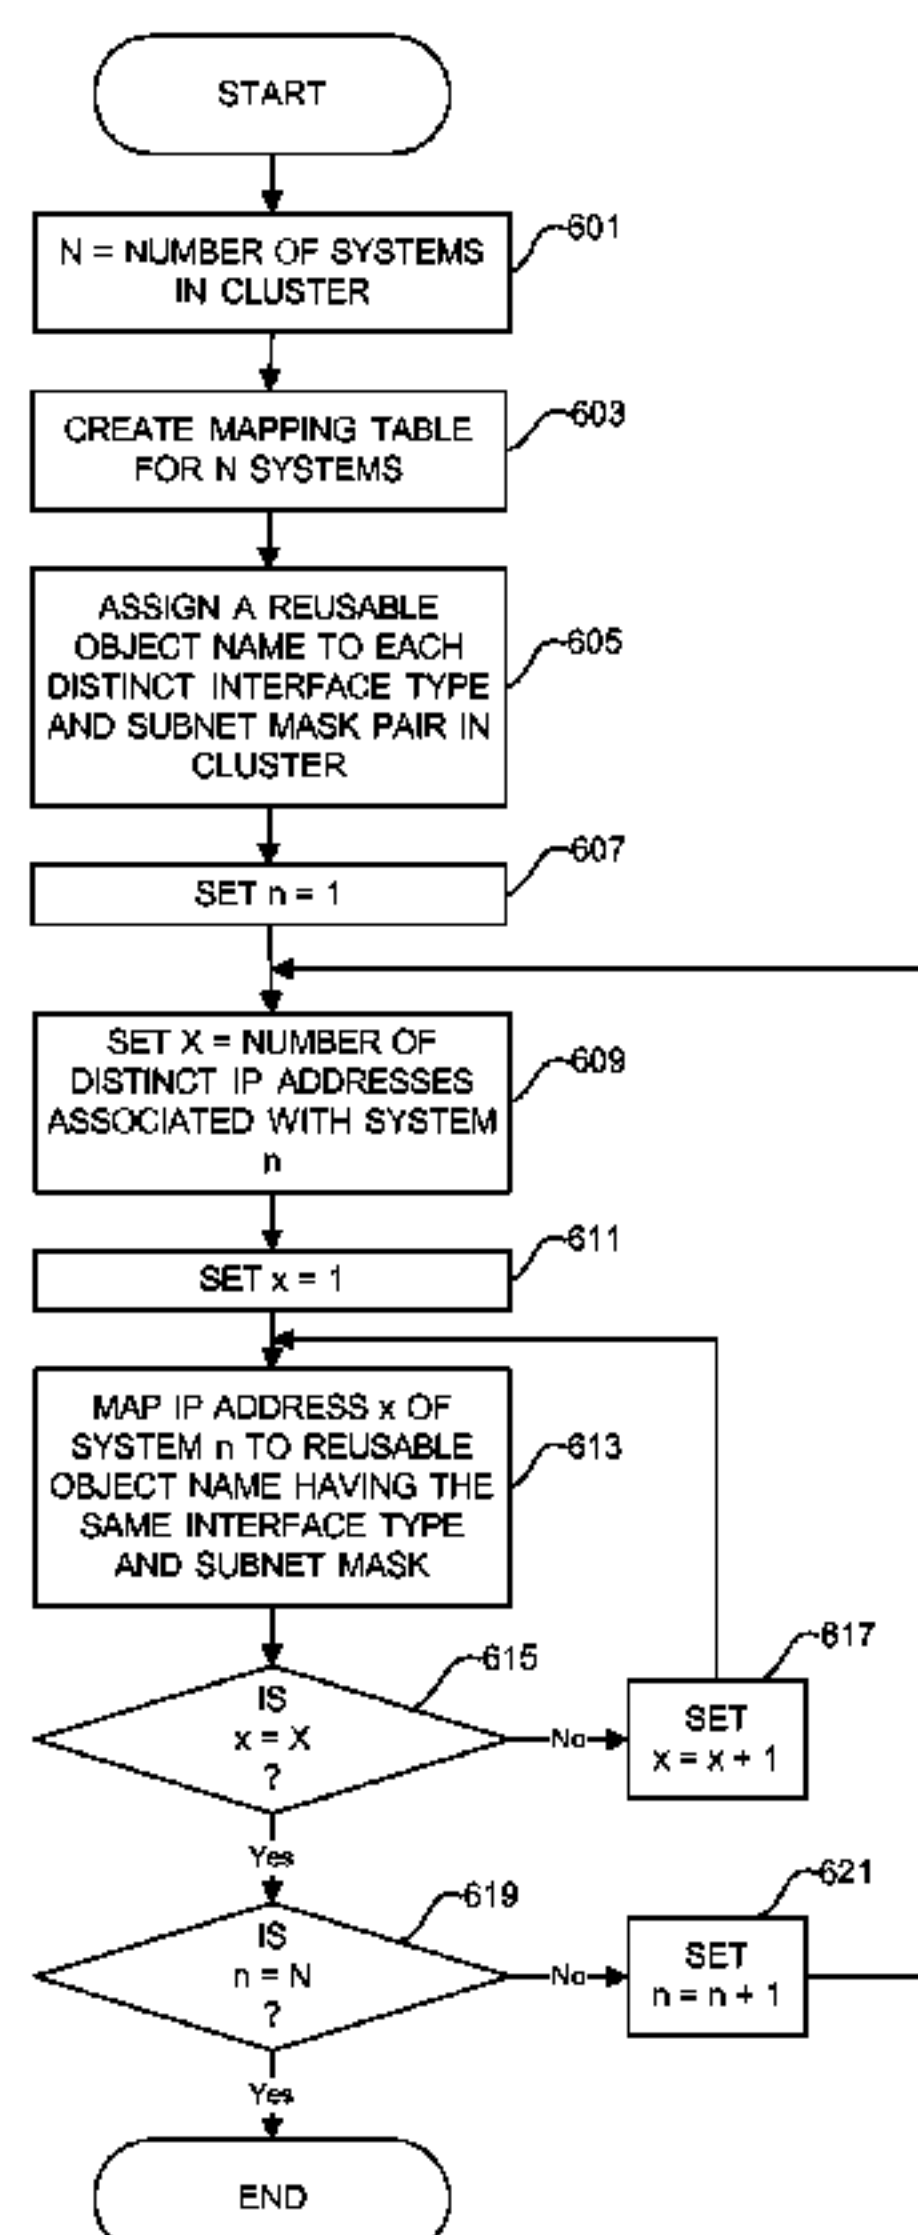 START
N = NUMBER OF SYSTEMS
IN CLUSTER
601
CREATE MAPPING TABLE
FOR N SYSTEMS
603
ASSIGN A REUSABLE
OBJECT NAME TO EACH
DISTINCT INTERFACE TYPE
AND SUBNET MASK PAIR IN
CLUSTER
605
SET n = 1
607
SET X = NUMBER OF
DISTINCT IP ADDRESSES
ASSOCIATED WITH SYSTEM
n
609
SET x = 1
611
MAP IP ADDRESS x OF
SYSTEM n TO REUSABLE
OBJECT NAME HAVING THE
SAME INTERFACE TYPE
AND SUBNET MASK
613
IS
x = X
?
615
No
SET
x = x + 1
617
Yes
IS
n = N
?
619
No
SET
n = n + 1
621
Yes
END